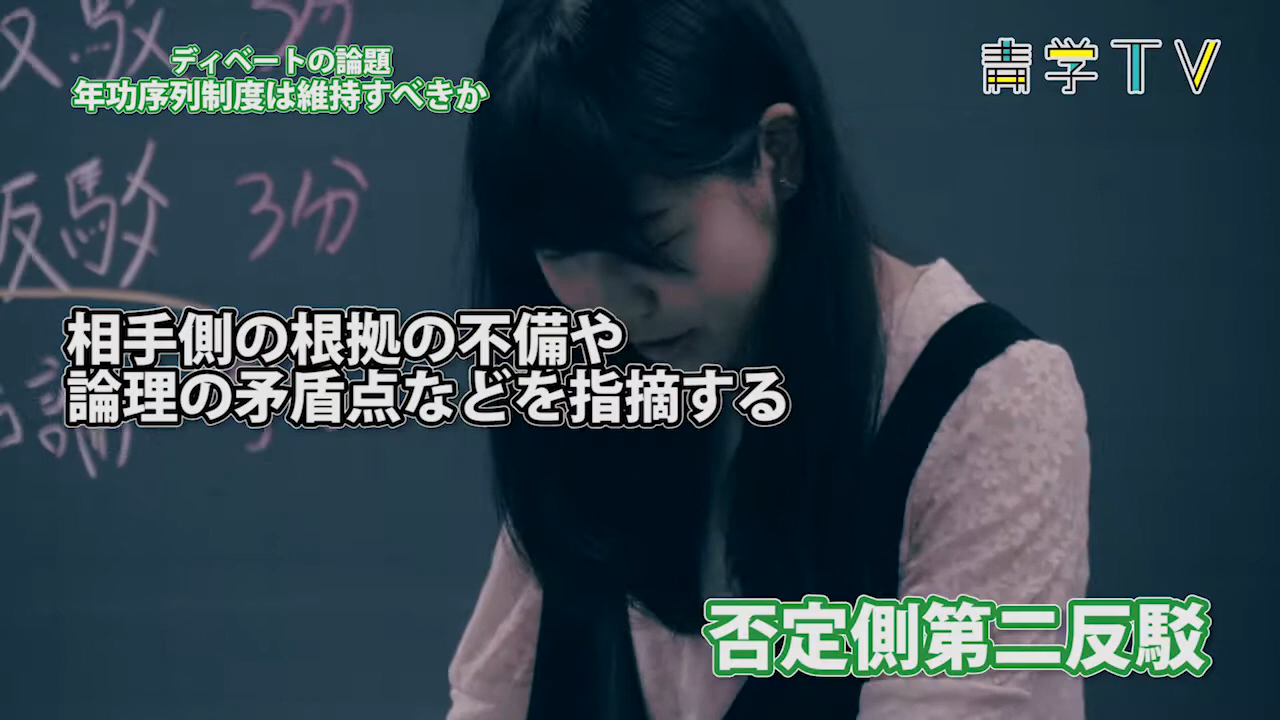 ディベートの論題
年功序列制度は維持すべきか
青学TV
反駁 3分
反駁 3分
相手側の根拠の不備や
論理の矛盾点などを指摘する
否定側第二反駁